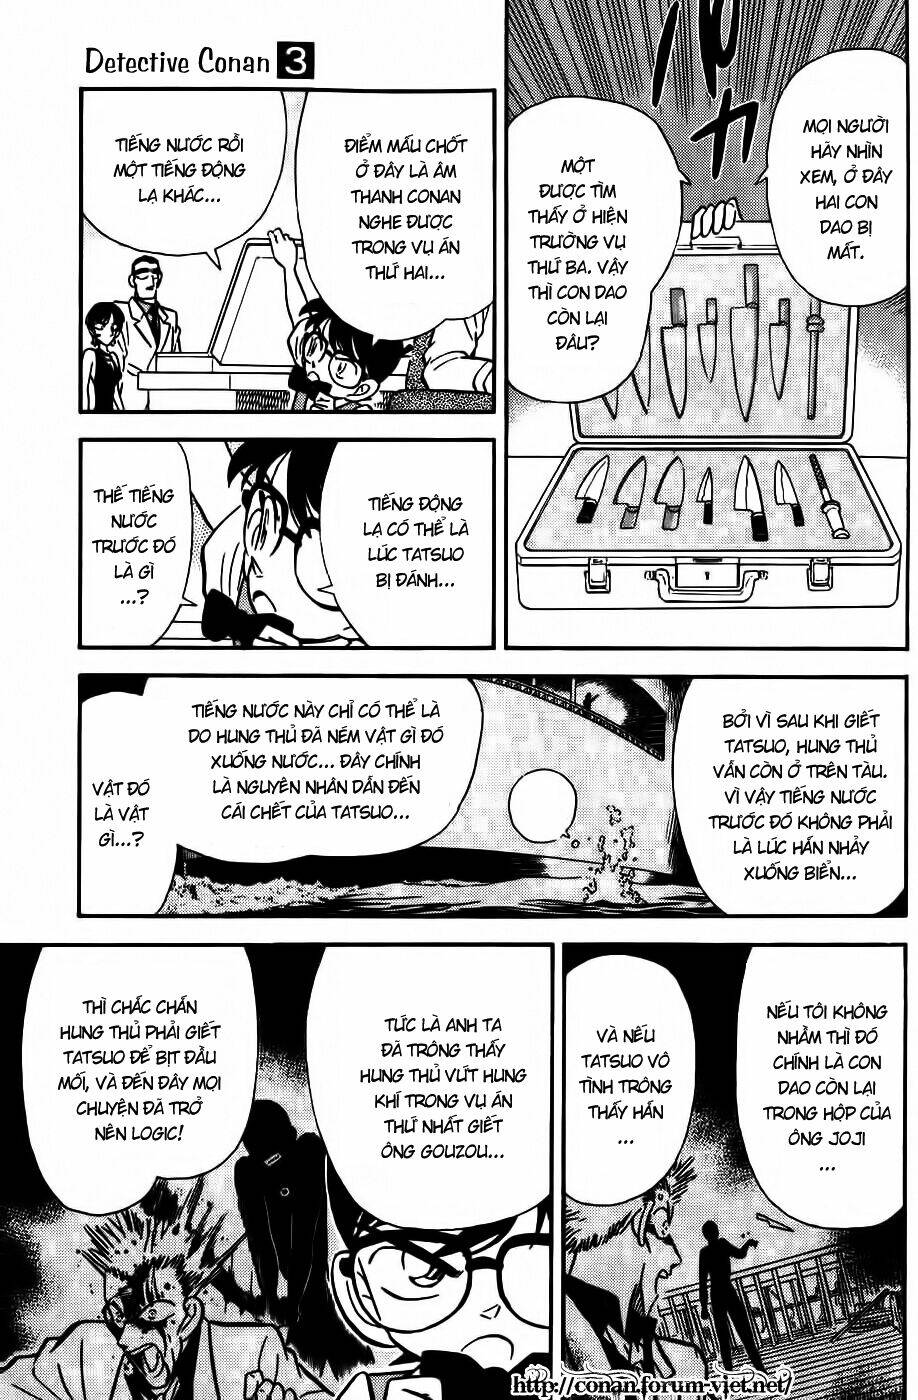 Detective Conan 3
MỌI NGƯỜI
HÃY NHÌN
XEM, Ở ĐÂY
HAI CON
DAO BỊ
MẤT.
MỘT
ĐƯỢC TÌM
THẤY Ở HIỆN
TRƯỜNG VỤ
THỨ BA. VẬY
THÌ CON DAO
CÒN LẠI
ĐÂU?
ĐIỂM MẤU CHỐT
Ở ĐÂY LÀ ÂM
THANH CONAN
NGHE ĐƯỢC
TRONG VỤ ÁN
THỨ HAI...
TIẾNG NƯỚC RỒI
MỘT TIẾNG ĐỘNG
LẠ KHÁC...
TIẾNG ĐỘNG
LẠ CÓ THỂ LÀ
LÚC TATSUO
BỊ ĐÁNH...
THẾ TIẾNG
NƯỚC
TRƯỚC ĐÓ
LÀ GÌ
...?
BỞI VÌ SAU KHI GIẾT
TATSUO, HUNG THỦ
VẪN CÒN Ở TRÊN TÀU.
VÌ VẬY TIẾNG NƯỚC
TRƯỚC ĐÓ KHÔNG PHẢI
LÀ LÚC HẮN NHẢY
XUỐNG BIỂN...
TIẾNG NƯỚC NÀY CHỈ CÓ THỂ LÀ
DO HUNG THỦ ĐÃ NÉM VẬT GÌ ĐÓ
XUỐNG NƯỚC... ĐÂY CHÍNH
LÀ NGUYÊN NHÂN DẪN ĐẾN
CÁI CHẾT CỦA TATSUO...
VẬT ĐÓ
LÀ VẬT
GÌ...?
NẾU TÔI KHÔNG
NHẦM THÌ ĐÓ
CHÍNH LÀ CON
DAO CÒN LẠI
TRONG HỘP CỦA
ÔNG JOJI
...
VÀ NẾU
TATSUO VÔ
TÌNH TRÔNG
THẤY HẮN
...
TỨC LÀ ANH TA
ĐÃ TRÔNG THẤY
HUNG THỦ VỨT HUNG
KHÍ TRONG VỤ ÁN
THỨ NHẤT GIẾT
ÔNG GOUZOU...
THÌ CHẮC CHẮN
HUNG THỦ PHẢI GIẾT
TATSUO ĐỂ BỊT ĐẦU
MỐI, VÀ ĐẾN ĐÂY MỌI
CHUYỆN ĐÃ TRỞ
NÊN LOGIC!
http://conan.forum-viet.net/